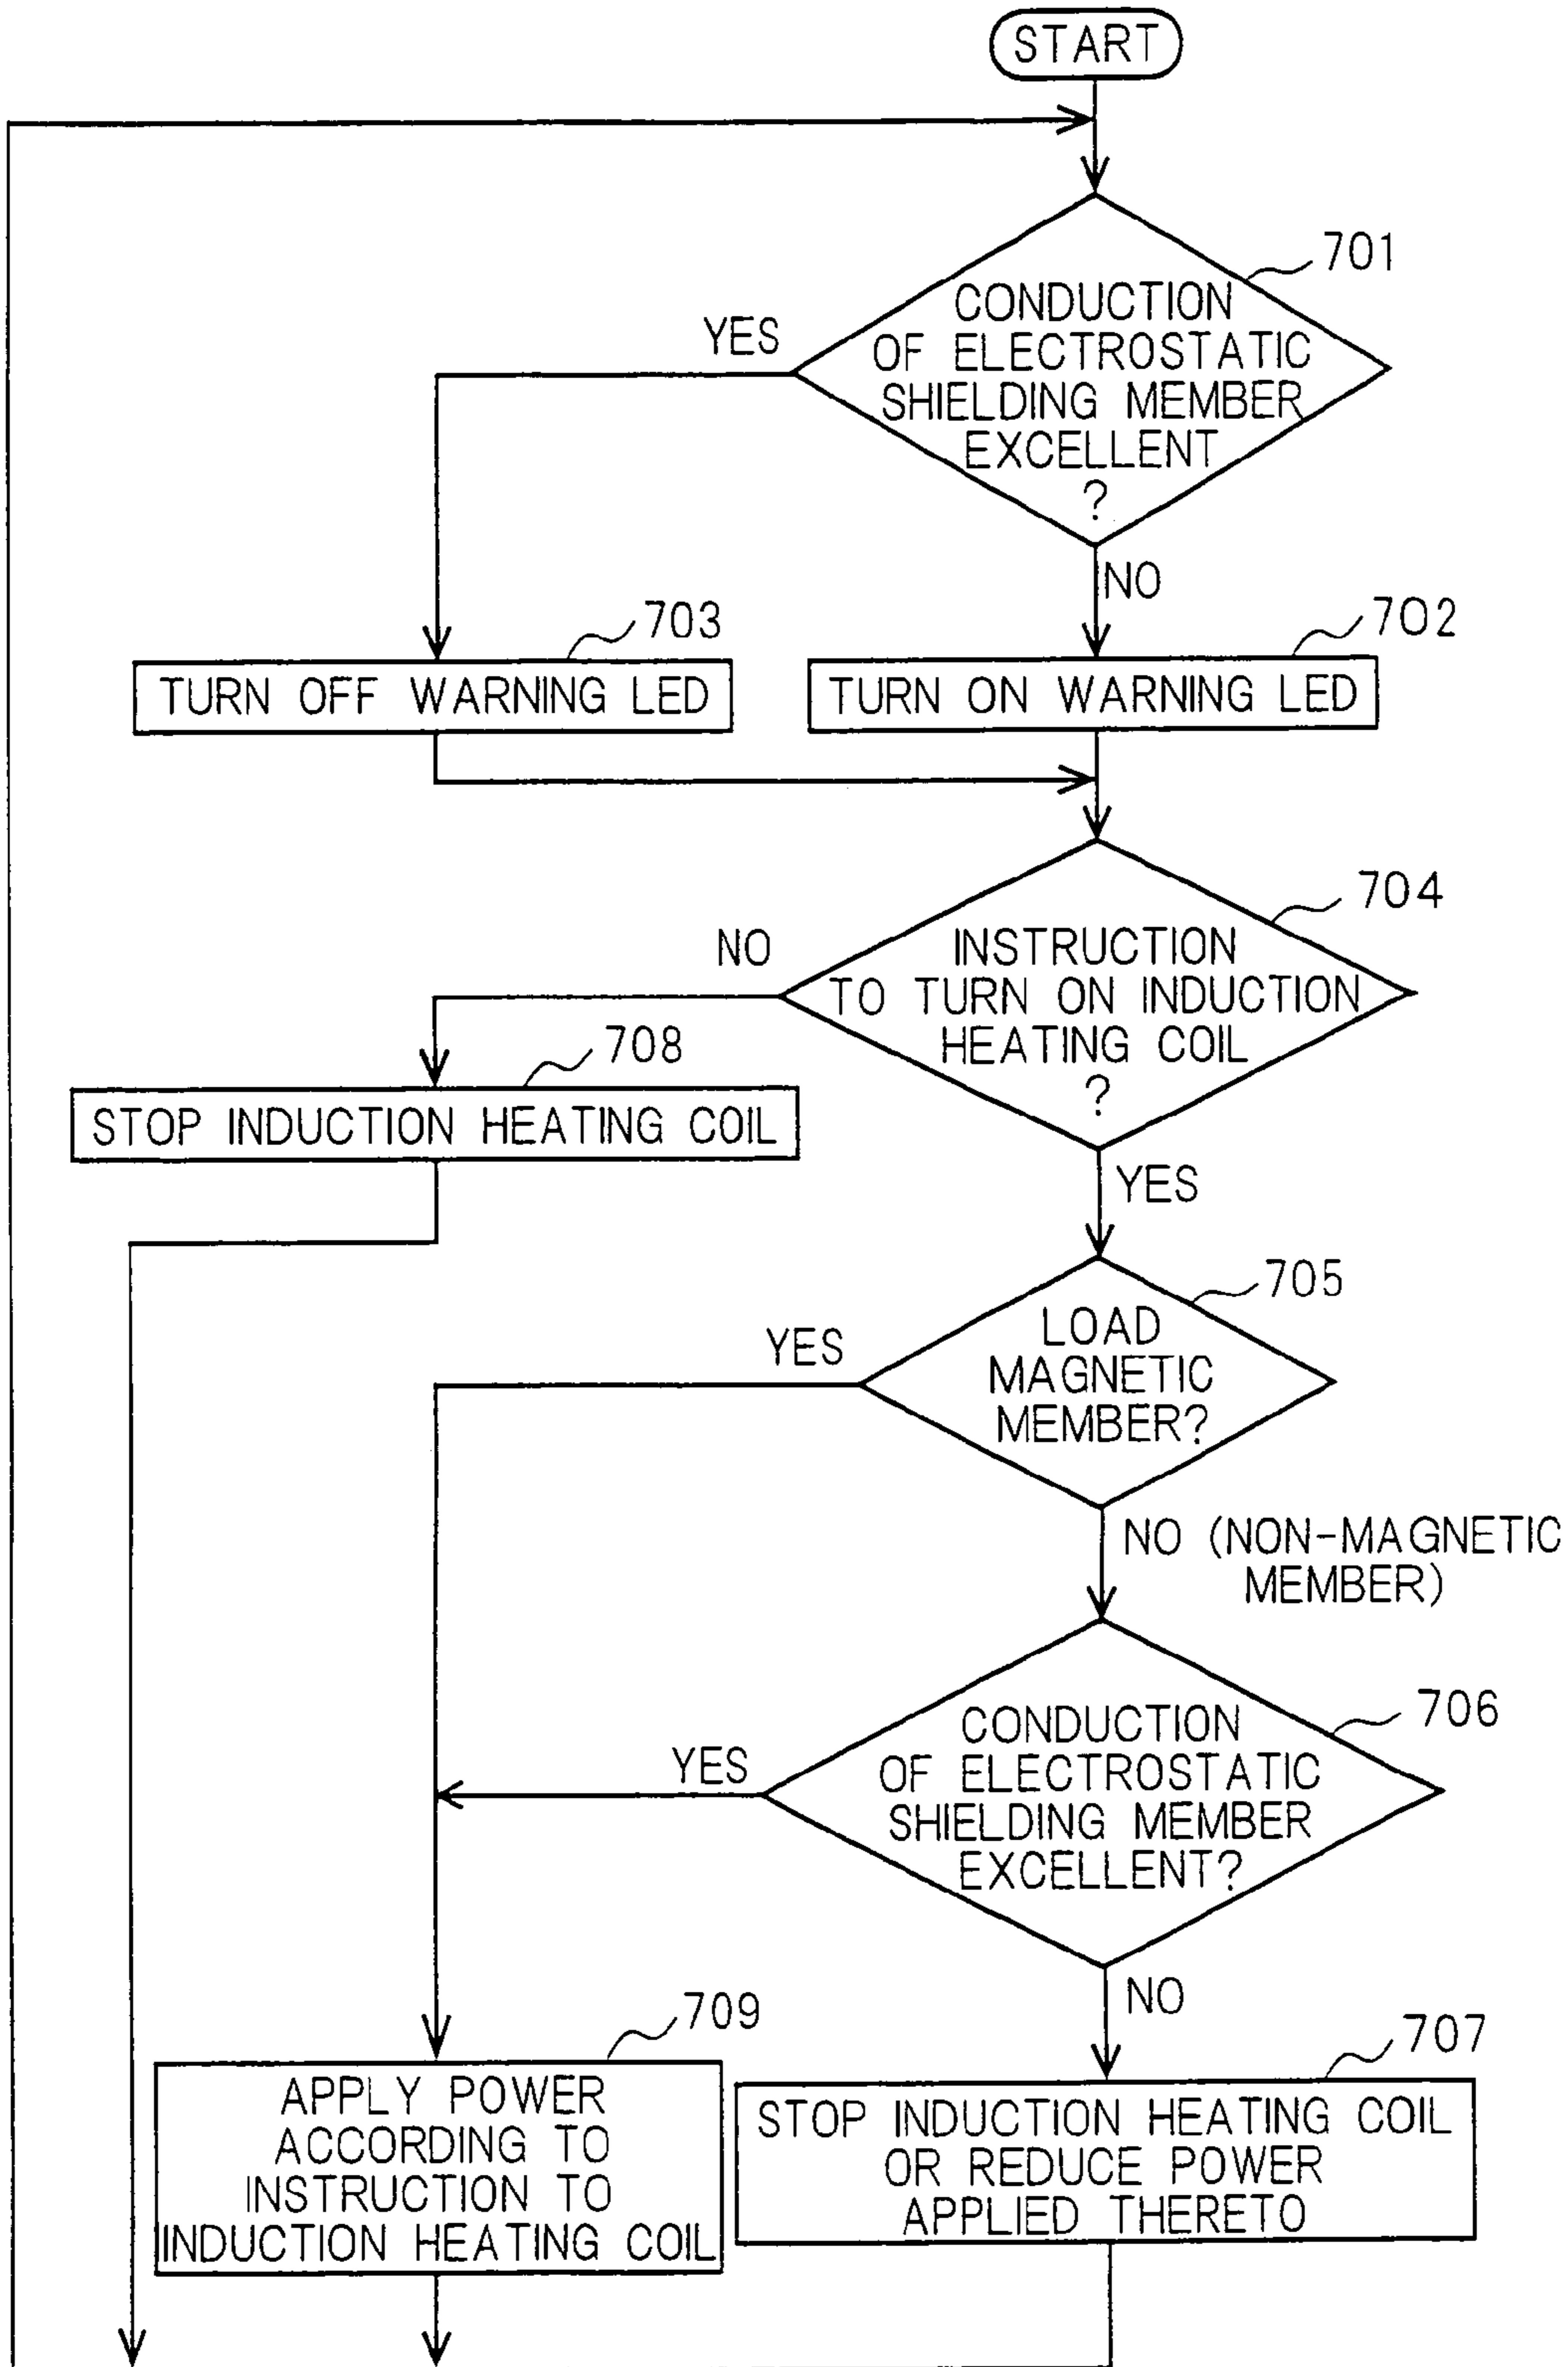 START
701
CONDUCTION
OF ELECTROSTATIC
SHIELDING MEMBER
EXCELLENT
?
YES
NO
703
702
TURN OFF WARNING LED
TURN ON WARNING LED
704
INSTRUCTION
TO TURN ON INDUCTION
HEATING COIL
?
NO
708
STOP INDUCTION HEATING COIL
YES
705
LOAD
MAGNETIC
MEMBER?
YES
NO (NON-MAGNETIC
MEMBER)
706
CONDUCTION
OF ELECTROSTATIC
SHIELDING MEMBER
EXCELLENT?
YES
NO
709
707
APPLY POWER
ACCORDING TO
INSTRUCTION TO
INDUCTION HEATING COIL
STOP INDUCTION HEATING COIL
OR REDUCE POWER
APPLIED THERETO